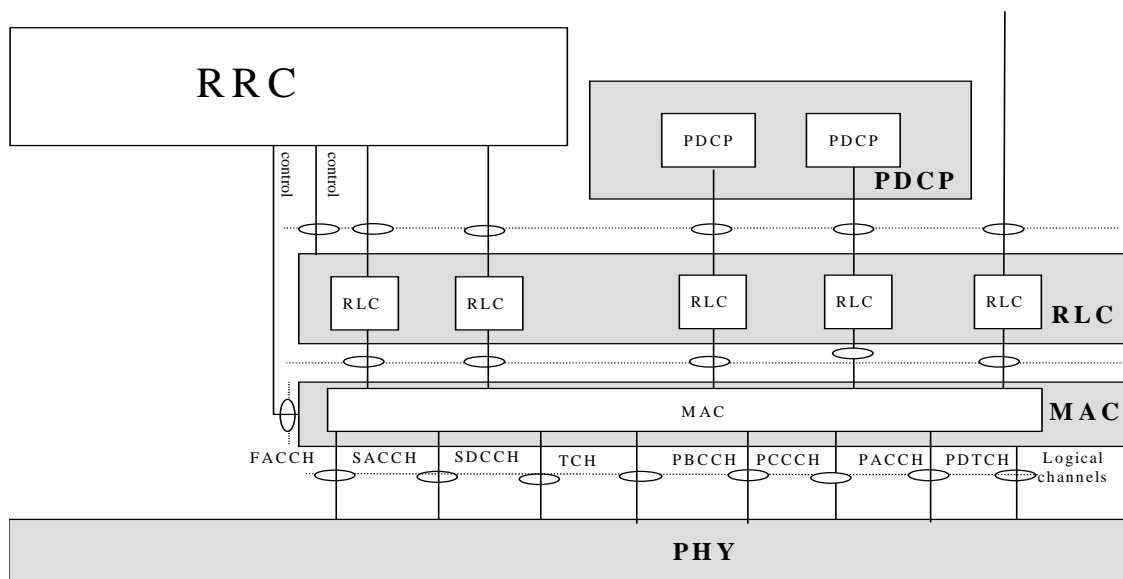 RRC
control
control
PDCP
PDCP
PDCP
RLC
RLC
RLC
RLC
RLC
RLC
MAC
MAC
FACCH
SACCH
SDCCH
TCH
PBCCH
PCCCH
PACCH
PDTCH
Logical
channels
PHY